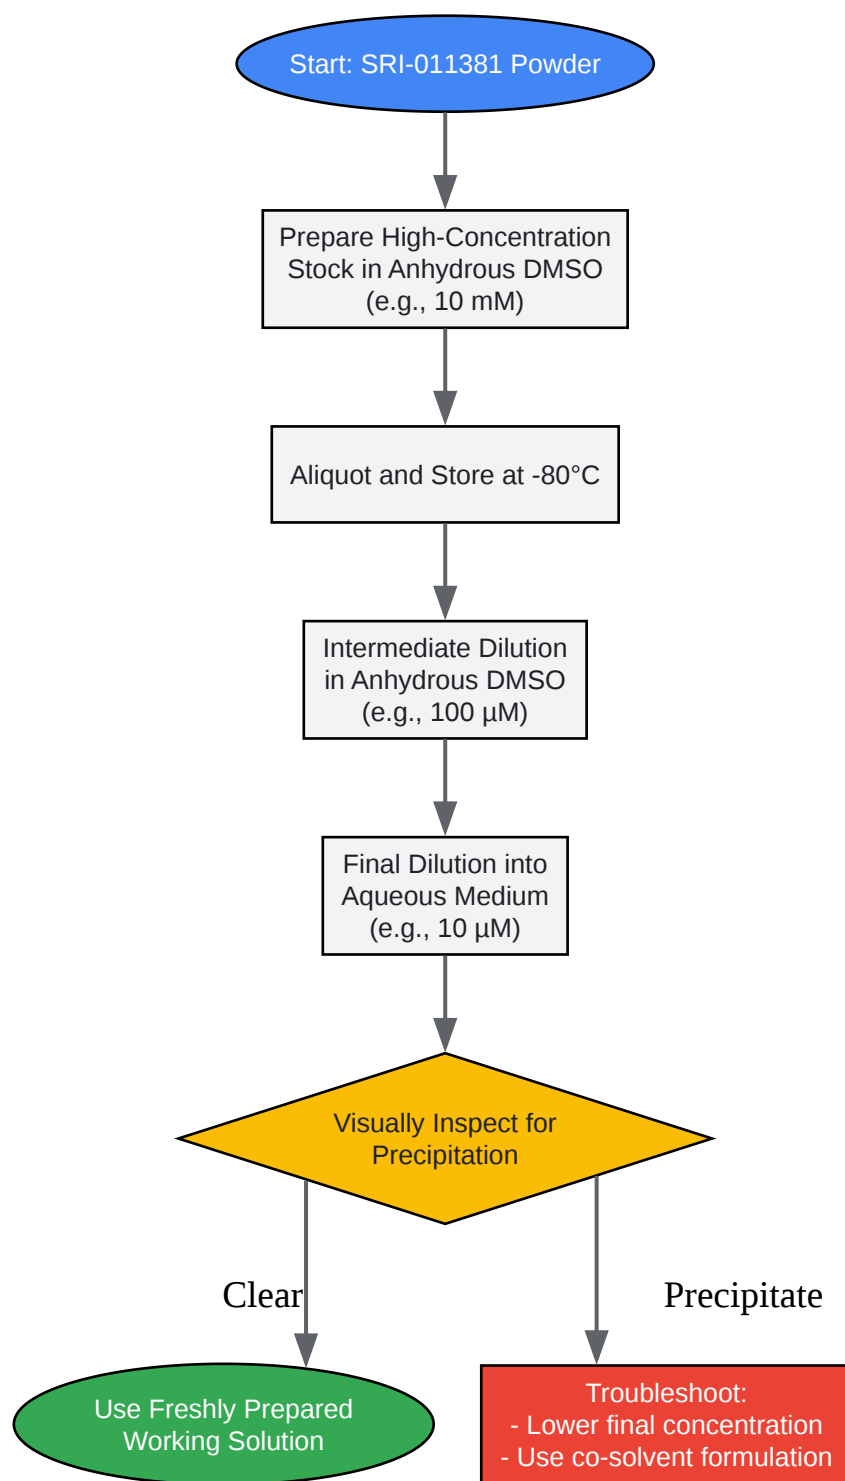 Start: SRI-011381 Powder
Prepare High-Concentration
Stock in Anhydrous DMSO
(e.g., 10 mM)
Aliquot and Store at -80°C
Intermediate Dilution
in Anhydrous DMSO
(e.g., 100 µM)
Final Dilution into
Aqueous Medium
(e.g., 10 µM)
Visually Inspect for
Precipitation
Clear
Precipitate
Use Freshly Prepared
Working Solution
Troubleshoot:
- Lower final concentration
- Use co-solvent formulation